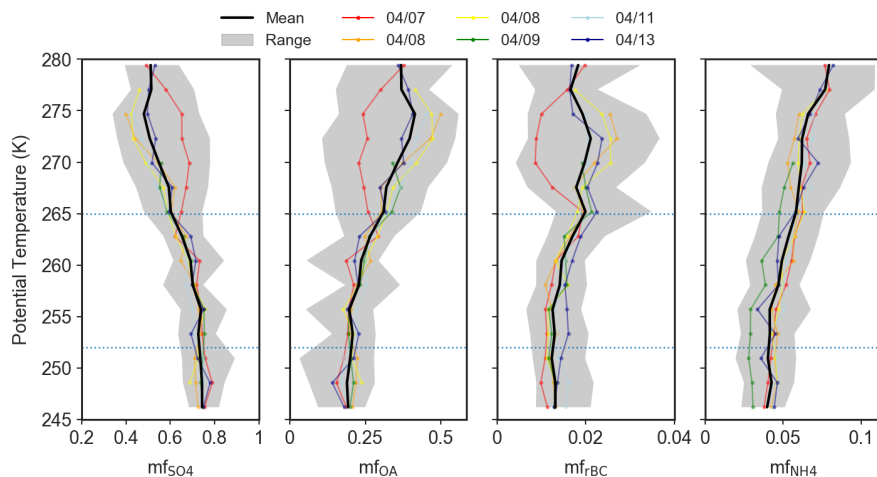 Mean 04/07 04/08 04/11
Range 04/08 04/09 04/13
Potential Temperature (K)
280
275
270
265
260
255
250
245
0.2 0.4 0.6 0.8 1
0 0.25 0.5
0 0.02 0.04
0 0.05 0.1
mfSO4 mfOA mfrBC mfNH4